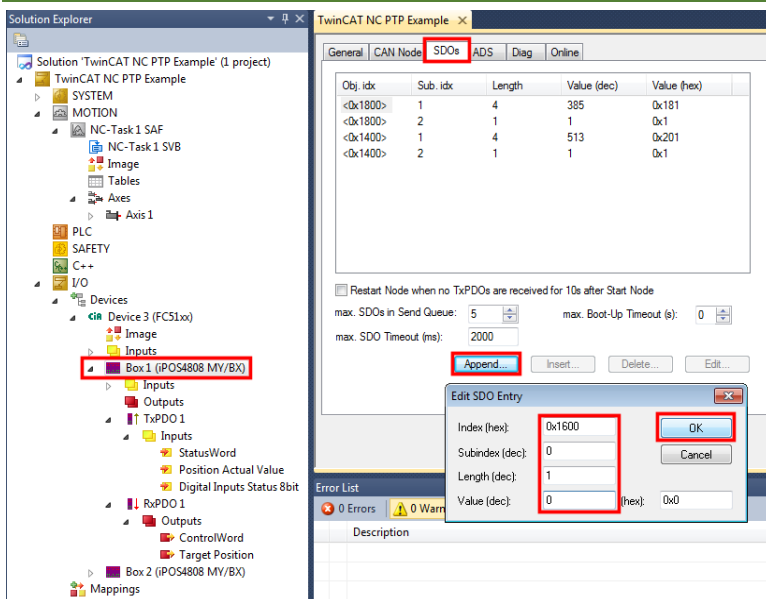 Solution Explorer
Solution 'TwinCAT NC PTP Example' (1 project)
TwinCAT NC PTP Example
SYSTEM
MOTION
NC-Task 1 SAF
NC-Task 1 SVB
Image
Tables
Axes
Axis 1
PLC
SAFETY
C++
I/O
Devices
CiA Device 3 (FC51xx)
Image
Inputs
Box 1 (iPOS4808 MY/BX)
Inputs
Outputs
TxPDO 1
Inputs
StatusWord
Position Actual Value
Digital Inputs Status 8bit
RxPDO 1
Outputs
ControlWord
Target Position
Box 2 (iPOS4808 MY/BX)
Mappings
TwinCAT NC PTP Example
General CAN Node SDOs ADS Diag Online
Obj. idx Sub. idx Length Value (dec) Value (hex)
<0x1800> 1 4 385 0x181
<0x1800> 2 1 1 0x1
<0x1400> 1 4 513 0x201
<0x1400> 2 1 1 0x1
Restart Node when no TxPDOs are received for 10s after Start Node
max. SDOs in Send Queue: 5 max. Boot-Up Timeout (s): 0
max. SDO Timeout (ms): 2000
Append... Insert... Delete... Edit...
Edit SDO Entry
Index (hex): 0x1600 OK
Subindex (dec): 0 Cancel
Length (dec): 1
Value (dec): 0 (hex): 0x0
Error List
0 Errors 0 Warn
Description